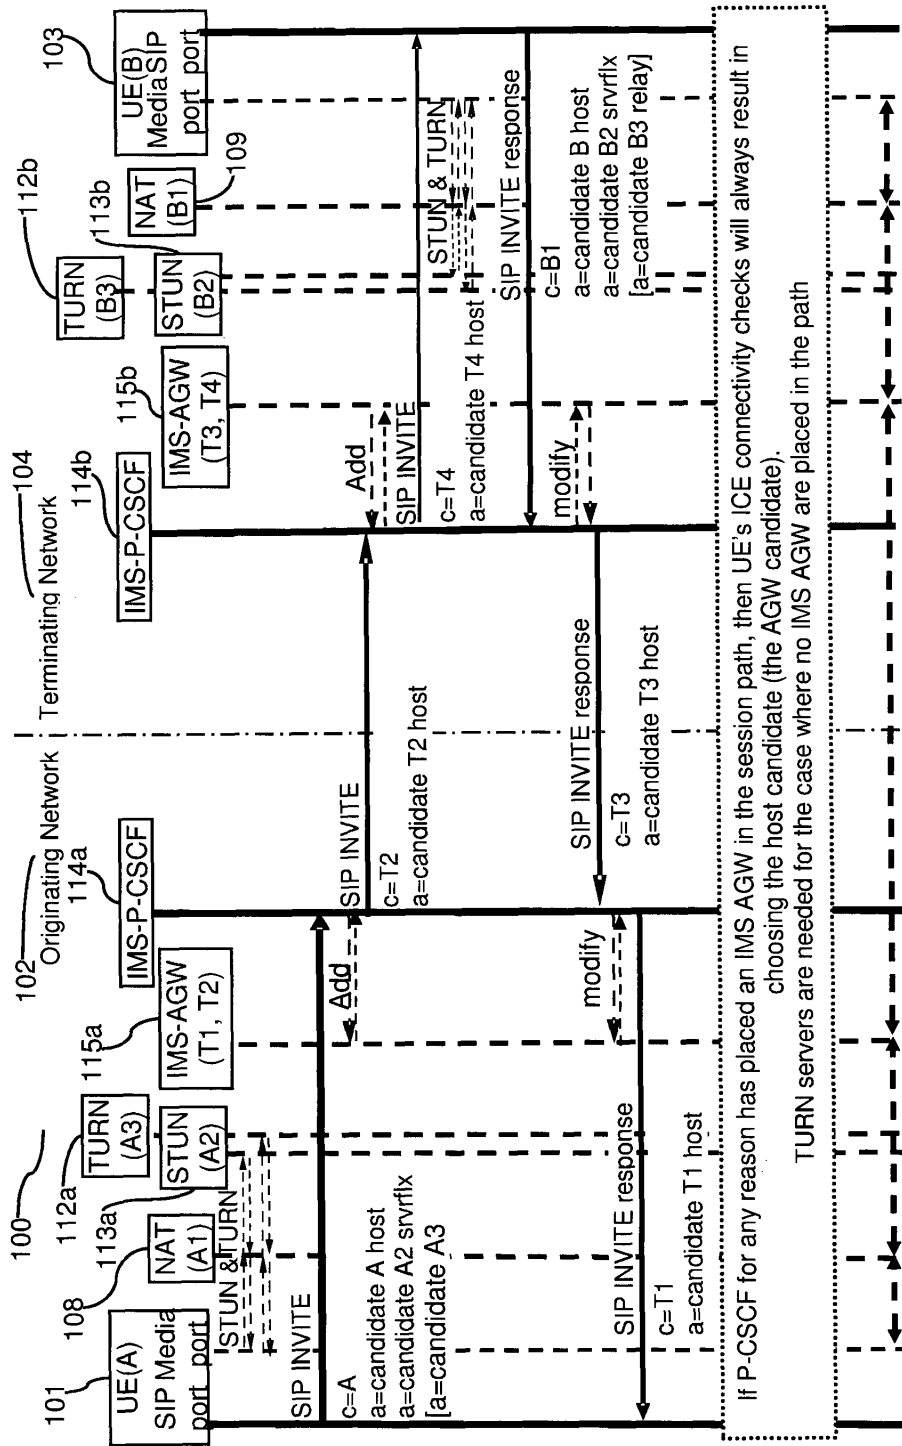 100
102
Originating Network
Terminating Network
104
101
UE(A)
SIP Media
port port
108
NAT
(A1)
112a
TURN
(A3)
113a
STUN
(A2)
115a
IMS-AGW
(T1, T2)
114a
IMS-P-CSCF
114b
IMS-P-CSCF
115b
IMS-AGW
(T3, T4)
112b
TURN
(B3)
113b
STUN
(B2)
109
NAT
(B1)
103
UE(B)
Media SIP
port port
STUN & TURN
SIP INVITE
c=A
a=candidate A host
a=candidate A2 srvrflx
[a=candidate A3
Add
SIP INVITE
c=T2
a=candidate T2 host
Add
SIP INVITE
c=T4
a=candidate T4 host
STUN & TURN
SIP INVITE response
c=B1
a=candidate B host
a=candidate B2 srvrflx
[a=candidate B3 relay]
modify
SIP INVITE response
c=T3
a=candidate T3 host
modify
SIP INVITE response
c=T1
a=candidate T1 host
If P-CSCF for any reason has placed an IMS AGW in the session path, then UE's ICE connectivity checks will always result in
choosing the host candidate (the AGW candidate).
TURN servers are needed for the case where no IMS AGW are placed in the path